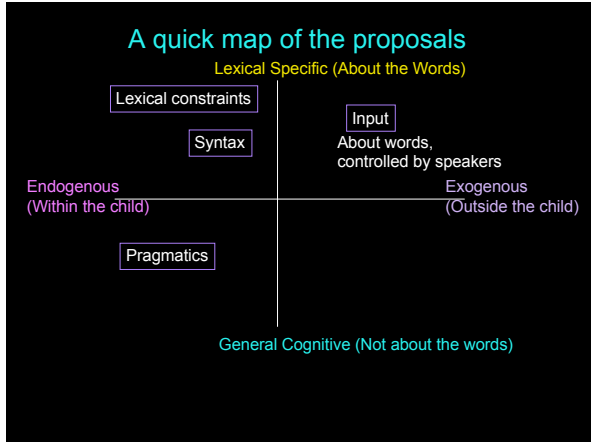 A quick map of the proposals
Lexical Specific (About the Words)
Lexical constraints
Input
Syntax
About words,
controlled by speakers
Endogenous
(Within the child)
Exogenous
(Outside the child)
Pragmatics
General Cognitive (Not about the words)